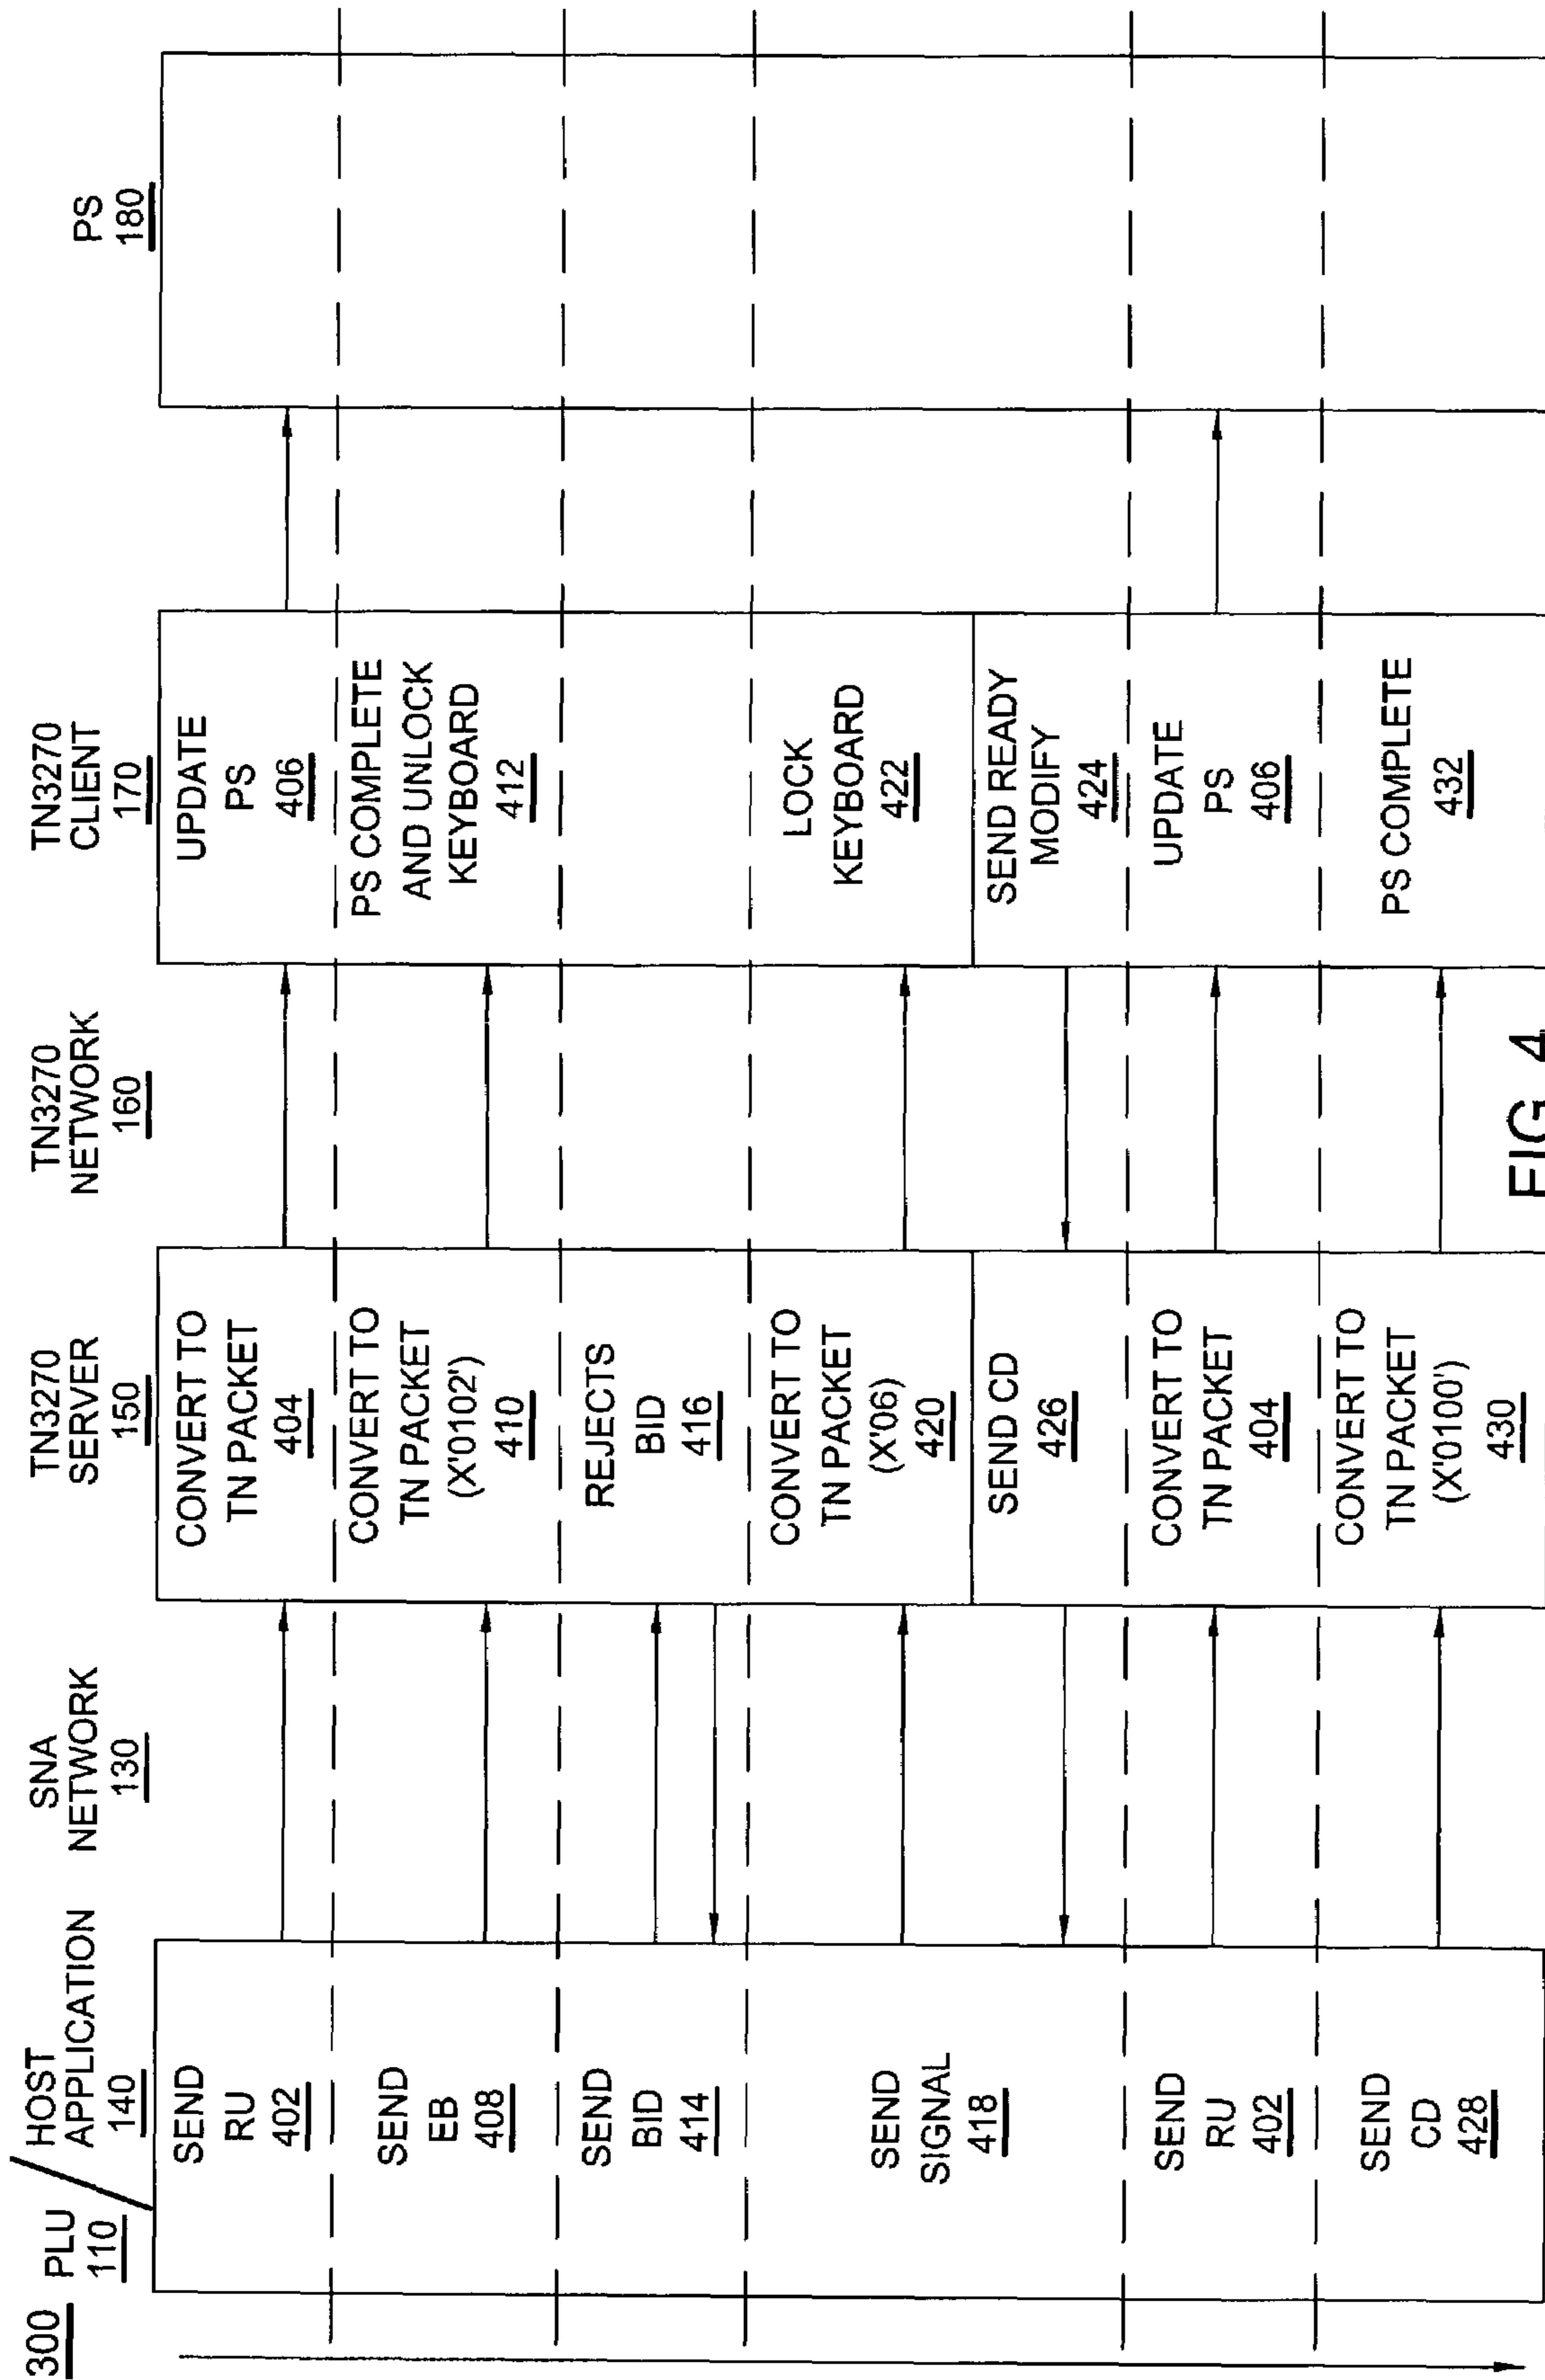 300
PLU
110
HOST
APPLICATION
140
SNA
NETWORK
130
TN3270
SERVER
150
TN3270
NETWORK
160
TN3270
CLIENT
170
PS
180
SEND
RU
402
CONVERT TO
TN PACKET
404
UPDATE
PS
406
SEND
EB
408
CONVERT TO
TN PACKET
(X'0102')
410
PS COMPLETE
AND UNLOCK
KEYBOARD
412
SEND
BID
414
REJECTS
BID
416
SEND
SIGNAL
418
CONVERT TO
TN PACKET
(X'06)
420
LOCK
KEYBOARD
422
SEND CD
426
SEND READY
MODIFY
424
SEND
RU
402
CONVERT TO
TN PACKET
404
UPDATE
PS
406
SEND
CD
428
CONVERT TO
TN PACKET
(X'0100')
430
PS COMPLETE
432
FIG. 4